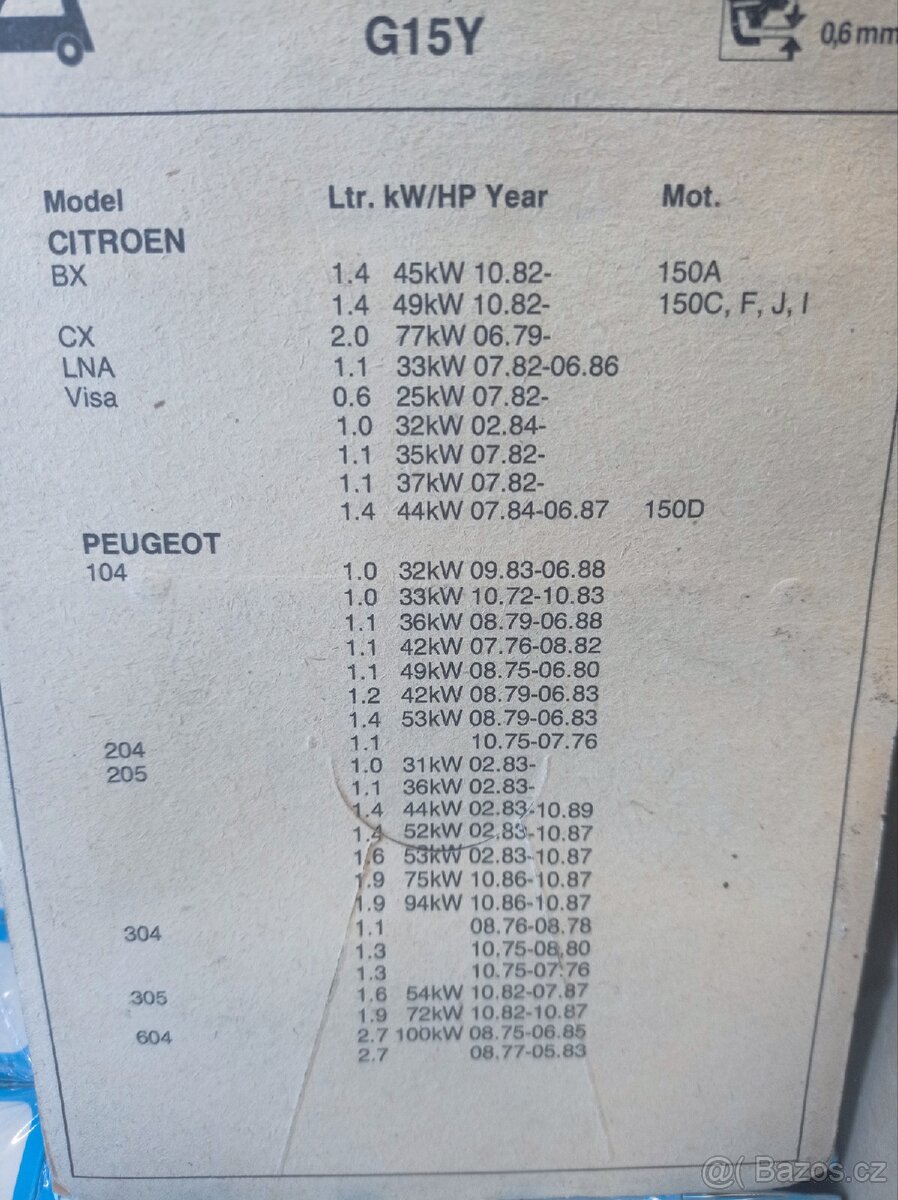 G15Y
0,6 mm
Model Ltr. kW/HP Year Mot.
CITROEN
BX 1.4 45kW 10.82- 150A
1.4 49kW 10.82- 150C, F, J, I
CX 2.0 77kW 06.79-
LNA 1.1 33kW 07.82-06.86
Visa 0.6 25kW 07.82-
1.0 32kW 02.84-
1.1 35kW 07.82-
1.1 37kW 07.82-
1.4 44kW 07.84-06.87 150D
PEUGEOT
104 1.0 32kW 09.83-06.88
1.0 33kW 10.72-10.83
1.1 36kW 08.79-06.88
1.1 42kW 07.76-08.82
1.1 49kW 08.75-06.80
1.2 42kW 08.79-06.83
1.4 53kW 08.79-06.83
204 1.1 10.75-07.76
205 1.0 31kW 02.83-
1.1 36kW 02.83-
1.4 44kW 02.83-10.89
1.4 52kW 02.83-10.87
1.6 53kW 02.83-10.87
1.9 75kW 10.86-10.87
1.9 94kW 10.86-10.87
304 1.1 08.76-08.78
1.3 10.75-08.80
1.3 10.75-07.76
305 1.6 54kW 10.82-07.87
1.9 72kW 10.82-10.87
604 2.7 100kW 08.75-06.85
2.7 08.77-05.83
@( Bazos.cz